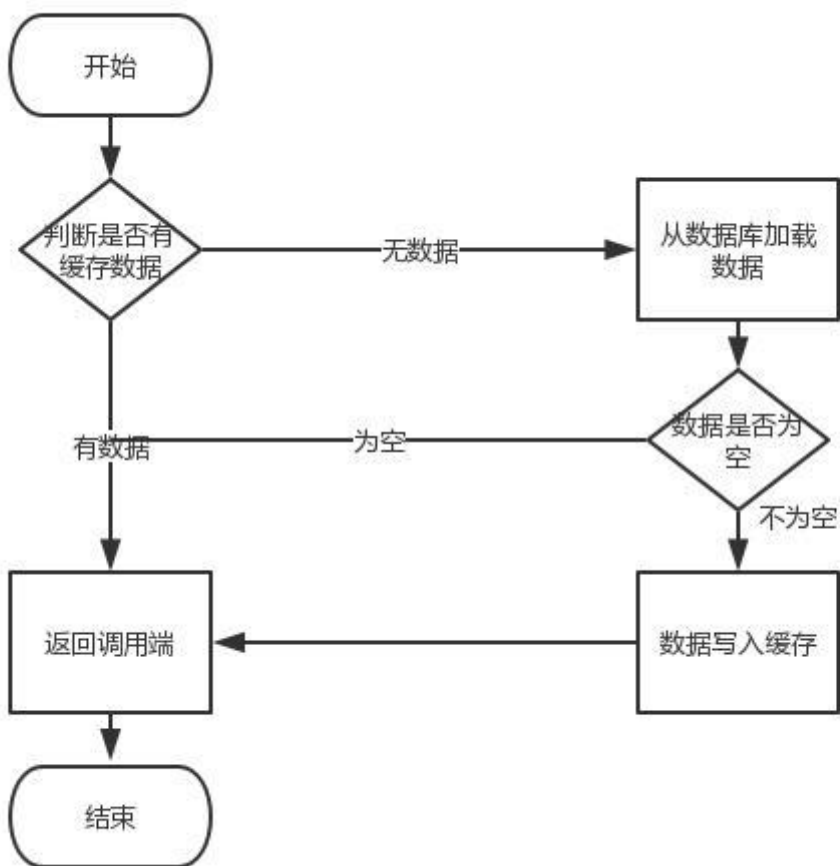 开始
判断是否有
缓存数据
无数据
从数据库加载
数据
有数据
为空
数据是否为
空
不为空
返回调用端
数据写入缓存
结束